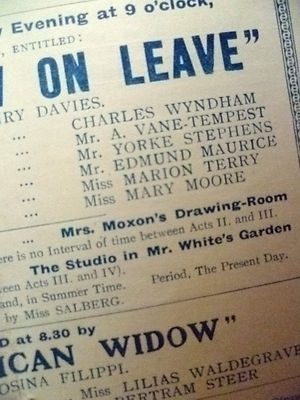 Evening at 9 o'clock,
ENTITLED:
ON LEAVE"
RY DAVIES.
... CHARLES WYNDHAM
... Mr. A. VANE-TEMPEST
... Mr. YORKE STEPHENS
... Mr. EDMUND MAURICE
... Miss MARION TERRY
... Miss MARY MOORE
... Mrs. Moxon's Drawing-Room
ere is no Interval of time between Acts II. and III.
The Studio in Mr. White's Garden
ween Acts III. and IV).
and, in Summer Time. Period, The Present Day.
by Miss SALBERG.
D at 8.30 by
ICAN WIDOW"
OSINA FILIPPI.
... Miss LILIAS WALDEGRAVE
BERTRAM STEER